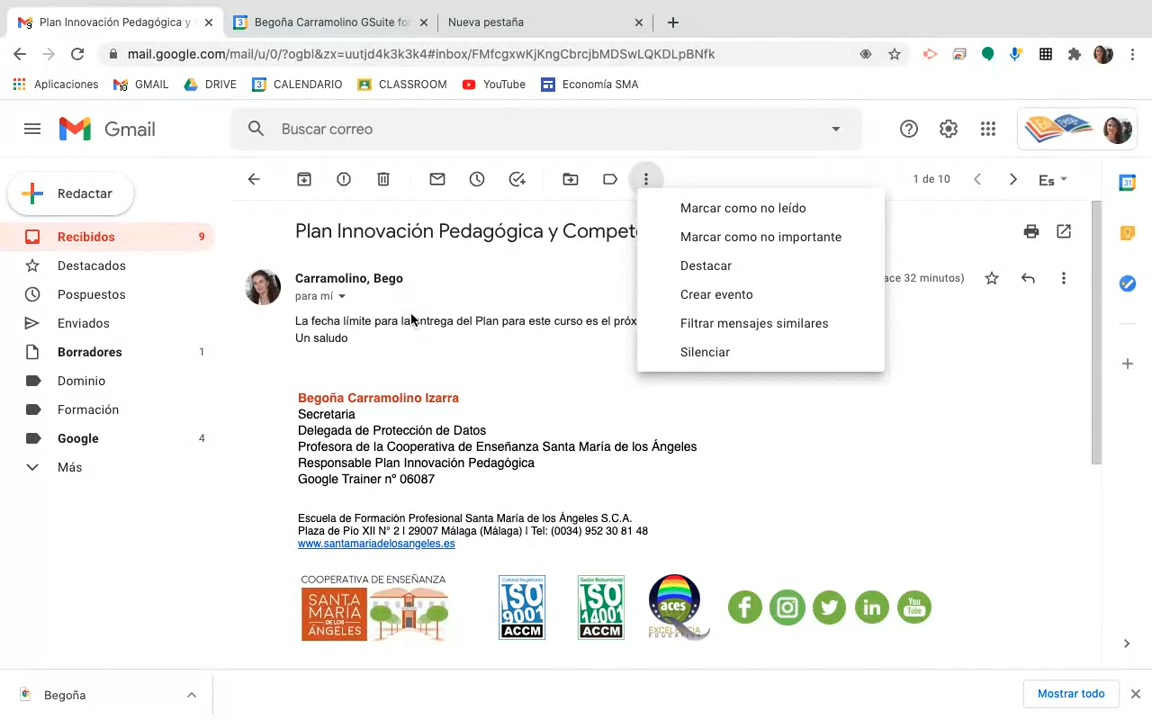 Plan Innovación Pedagógica y
Begoña Carramolino GSuite for
Nueva pestaña
mail.google.com/mail/u/0/?ogbl&zx=uutjd4k3k3k4#inbox/FMfcgxwKjKngCbrcjbMDSwLQKDLpBNfk
Aplicaciones GMAIL DRIVE CALENDARIO CLASSROOM YouTube Economía SMA
Gmail
Buscar correo
Redactar
1 de 10
Es
Recibidos 9
Destacados
Pospuestos
Enviados
Borradores 1
Dominio
Formación
Google 4
Más
Plan Innovación Pedagógica y Compet
Marcar como no leído
Marcar como no importante
Destacar
Crear evento
Filtrar mensajes similares
Silenciar
Carramolino, Bego
ace 32 minutos)
para mí
La fecha límite para la entrega del Plan para este curso es el próx
Un saludo
Begoña Carramolino Izarra
Secretaria
Delegada de Protección de Datos
Profesora de la Cooperativa de Enseñanza Santa María de los Ángeles
Responsable Plan Innovación Pedagógica
Google Trainer nº 06087
Escuela de Formación Profesional Santa María de los Ángeles S.C.A.
Plaza de Pío XII N° 2 | 29007 Málaga (Málaga) | Tel: (0034) 952 30 81 48
www.santamariadelosangeles.es
COOPERATIVA DE ENSEÑANZA
SANTA
MARÍA
DE LOS
ÁNGELES
ISO
9001
ACCM
ISO
14001
ACCM
aces
You
Tube
Begoña
Mostrar todo